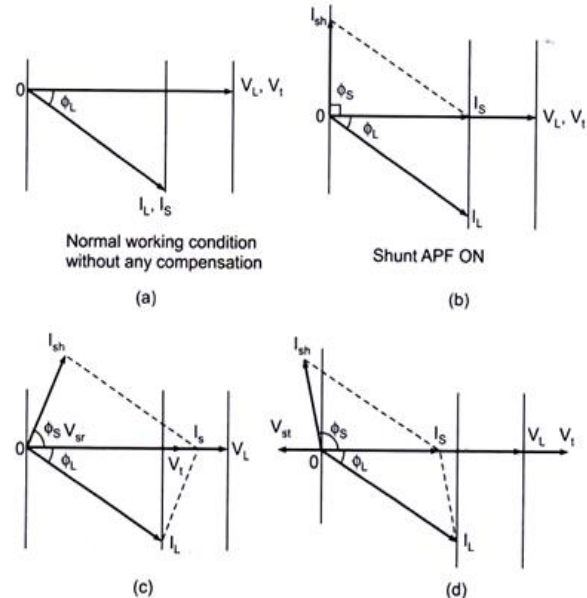 0
ϕL
VL, Vt
IL, IS
Normal working condition
without any compensation
(a)
Ish
ϕS
0
ϕL
IS
VL, Vt
IL
Shunt APF ON
(b)
Ish
ϕS Vsr
0
ϕL
Is
Vt
VL
IL
(c)
Ish
Vst
ϕS
0
ϕL
IS
VL Vt
IL
(d)